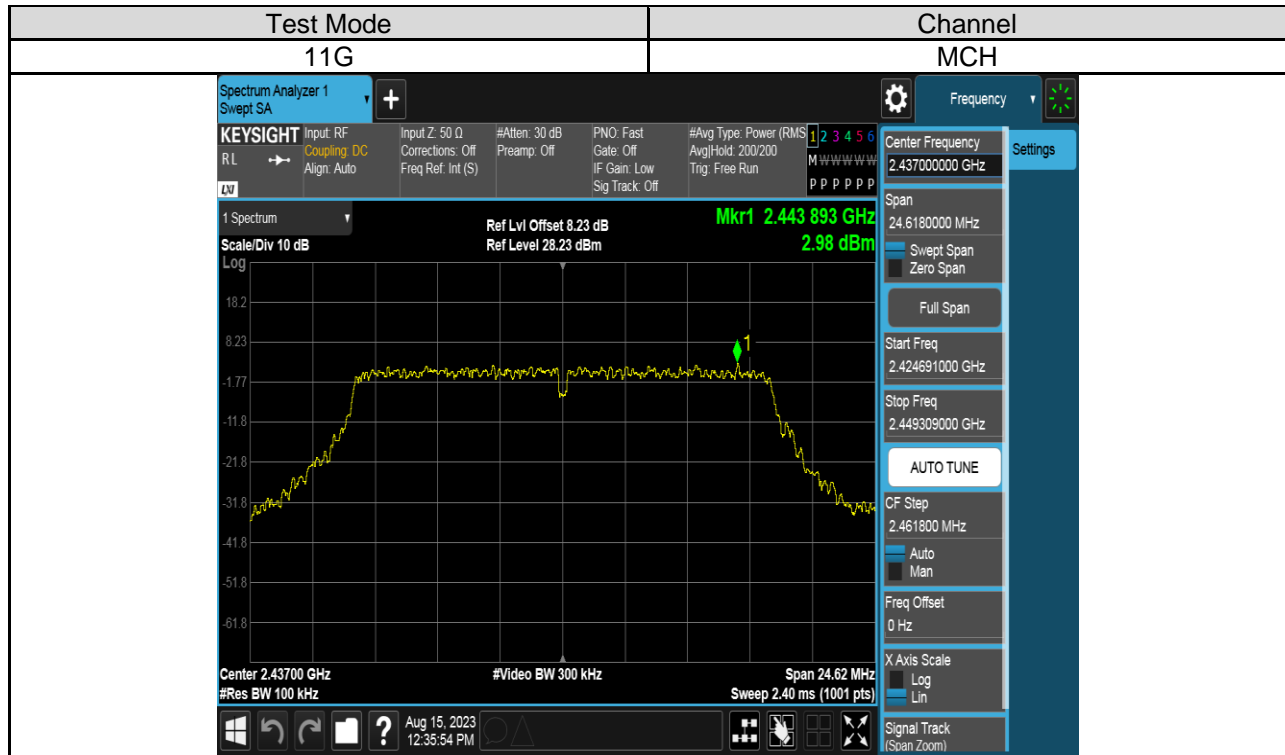 Test Mode
Channel
11G
MCH
Spectrum Analyzer 1
Swept SA
+
Frequency
KEYSIGHT
RL
LXI
Input: RF
Coupling: DC
Align: Auto
Input Z: 50 Ω
Corrections: Off
Freq Ref: Int (S)
#Atten: 30 dB
Preamp: Off
PNO: Fast
Gate: Off
IF Gain: Low
Sig Track: Off
#Avg Type: Power (RMS
Avg|Hold: 200/200
Trig: Free Run
1 2 3 4 5 6
M W W W W W
P P P P P P
Settings
1 Spectrum
Scale/Div 10 dB
Ref Lvl Offset 8.23 dB
Ref Level 28.23 dBm
Mkr1 2.443 893 GHz
2.98 dBm
Log
18.2
8.23
-1.77
-11.8
-21.8
-31.8
-41.8
-51.8
-61.8
1
Center 2.43700 GHz
#Res BW 100 kHz
#Video BW 300 kHz
Span 24.62 MHz
Sweep 2.40 ms (1001 pts)
Center Frequency
2.437000000 GHz
Span
24.6180000 MHz
Swept Span
Zero Span
Full Span
Start Freq
2.424691000 GHz
Stop Freq
2.449309000 GHz
AUTO TUNE
CF Step
2.461800 MHz
Auto
Man
Freq Offset
0 Hz
X Axis Scale
Log
Lin
Signal Track
(Span Zoom)
?
Aug 15, 2023
12:35:54 PM